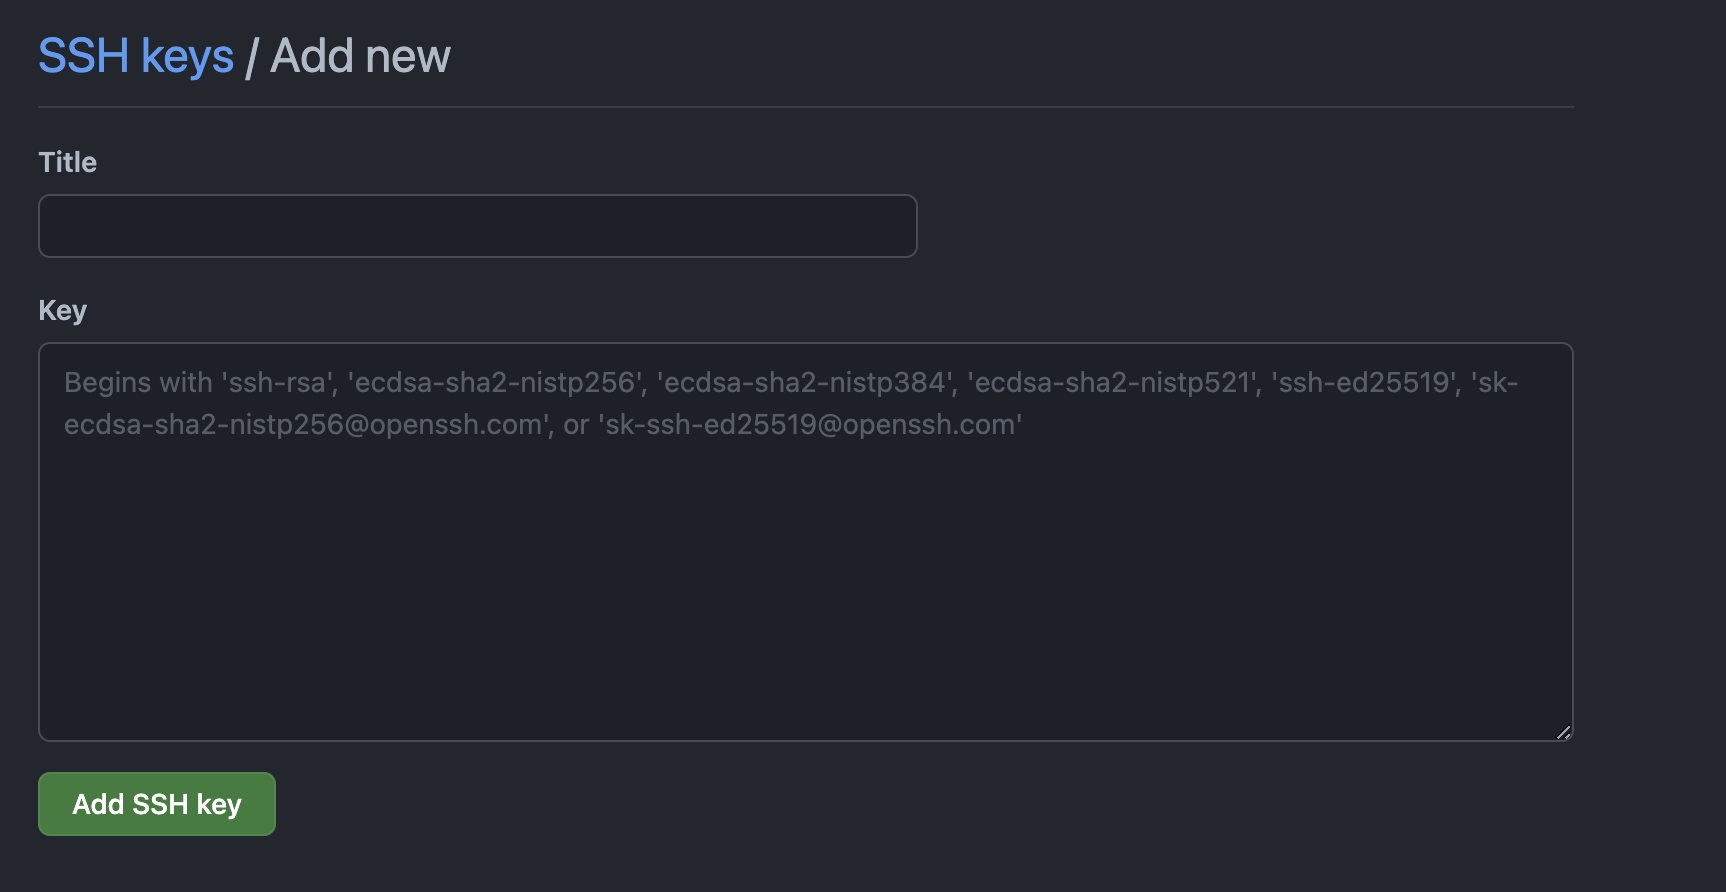 SSH keys / Add new
Title
Key
Begins with 'ssh-rsa', 'ecdsa-sha2-nistp256', 'ecdsa-sha2-nistp384', 'ecdsa-sha2-nistp521', 'ssh-ed25519', 'sk-
ecdsa-sha2-nistp256@openssh.com', or 'sk-ssh-ed25519@openssh.com'
Add SSH key